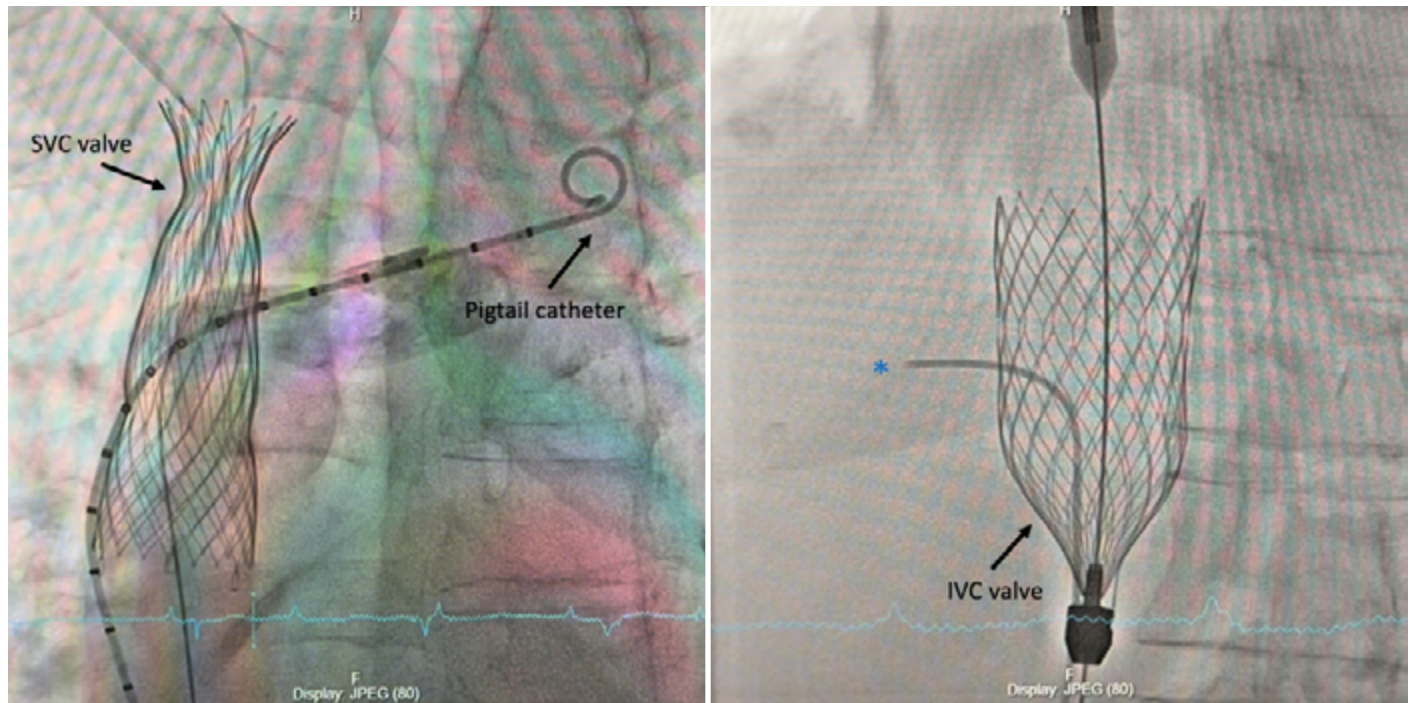 H
SVC valve
Pigtail catheter
F
Display: JPEG (80)
H
*
IVC valve
F
Display: JPEG (80)